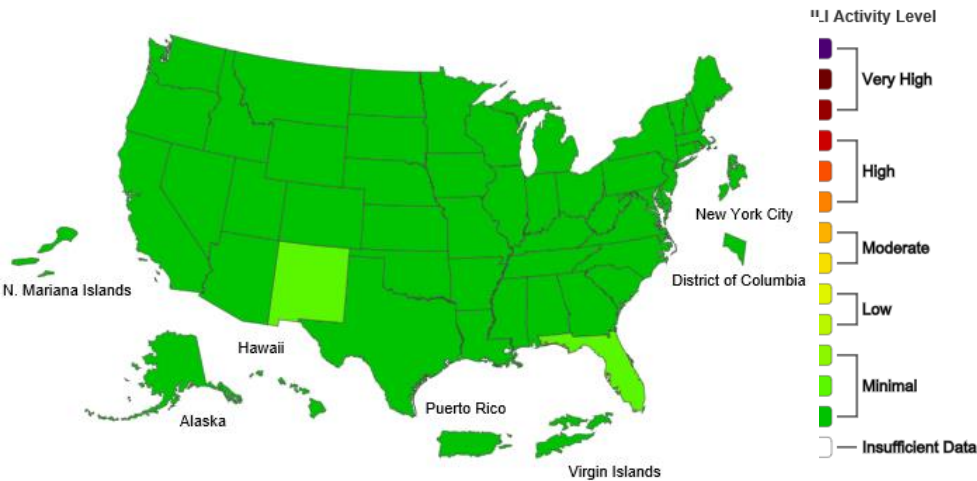 ILI Activity Level
Very High
High
New York City
Moderate
District of Columbia
N. Mariana Islands
Low
Hawaii
Minimal
Puerto Rico
Alaska
Insufficient Data
Virgin Islands